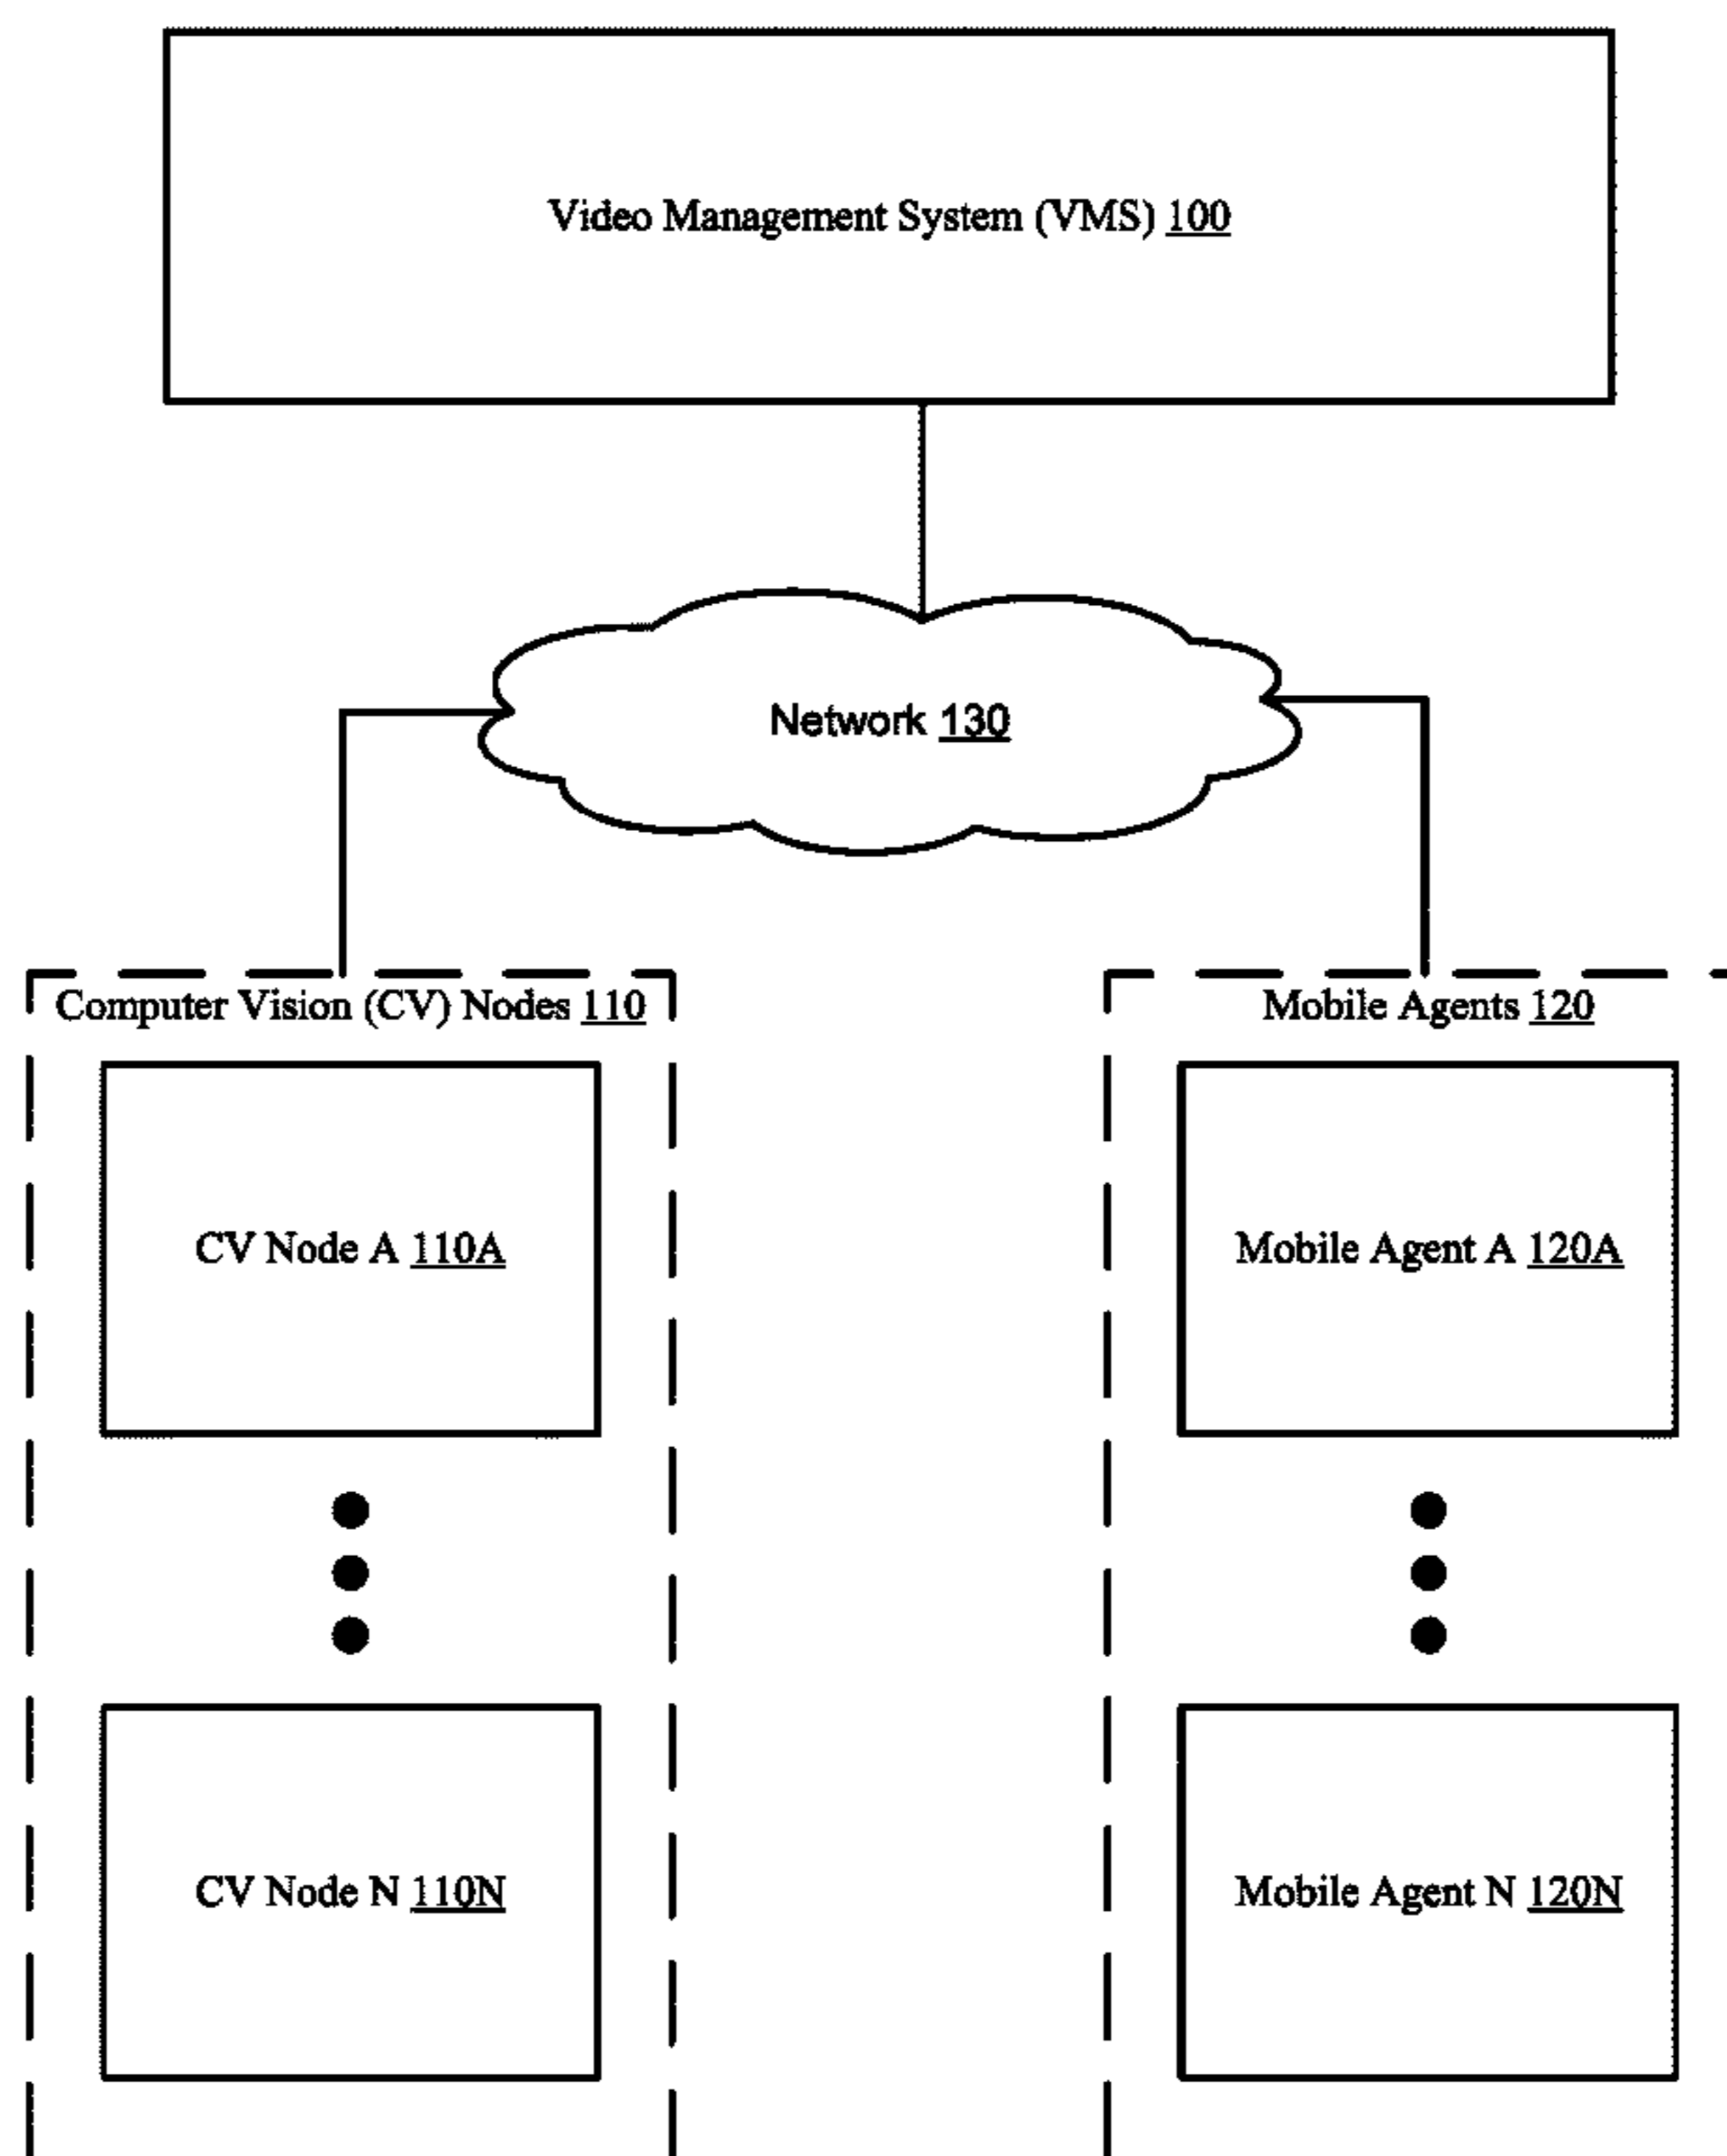 Video Management System (VMS) 100
Network 130
Computer Vision (CV) Nodes 110
CV Node A 110A
CV Node N 110N
Mobile Agents 120
Mobile Agent A 120A
Mobile Agent N 120N